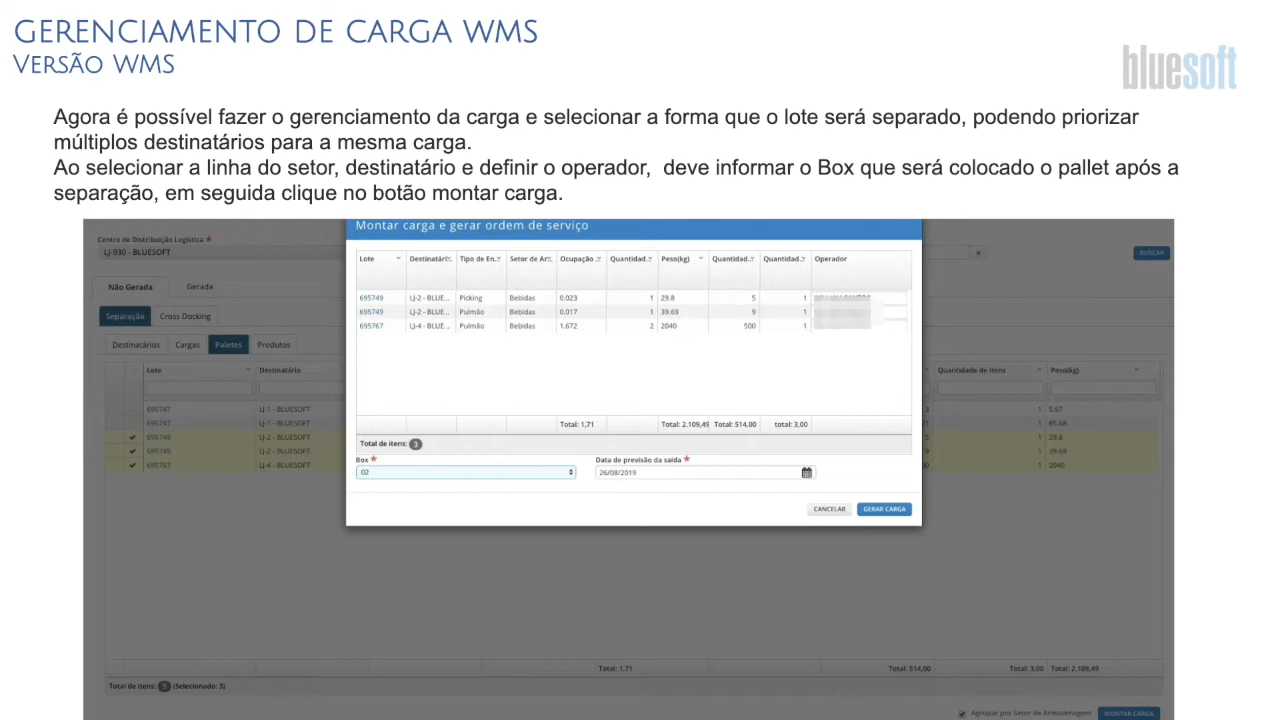 GERENCIAMENTO DE CARGA WMS
VERSÃO WMS
bluesoft
Agora é possível fazer o gerenciamento da carga e selecionar a forma que o lote será separado, podendo priorizar
múltiplos destinatários para a mesma carga.
Ao selecionar a linha do setor, destinatário e definir o operador,  deve informar o Box que será colocado o pallet após a
separação, em seguida clique no botão montar carga.
Montar carga e gerar ordem de serviço
Centro de Distribuição Logística *
LJ-930 - BLUESOFT
BUSCAR
Lote Destinatári... Tipo de En... Setor de Ar... Ocupação ... Quantidad... Peso(kg) Quantidad... Quantidad... Operador
Não Gerada Gerada
695749 LJ-2 - BLUE... Picking Bebidas 0.023 1 29.8 5 1
695749 LJ-2 - BLUE... Pulmão Bebidas 0.017 1 39.69 9 1
695767 LJ-4 - BLUE... Pulmão Bebidas 1.672 2 2040 500 1
Separação Cross Docking
Destinatários Cargas Paletes Produtos
Lote Destinatário Quantidade de Itens Peso(kg)
695747 LJ-1 - BLUESOFT 3 1 5.67
695747 LJ-1 - BLUESOFT 1 85.68
695749 LJ-2 - BLUESOFT 5 1 29.8
695749 LJ-2 - BLUESOFT 9 1 39.69
695767 LJ-4 - BLUESOFT 00 1 2040
Total: 1,71 Total: 2.109,49 Total: 514,00 total: 3,00
Total de itens: 3
Box * Data de previsão da saída *
02 26/08/2019
CANCELAR GERAR CARGA
Total: 1,71 Total: 514,00 Total: 3,00 Total: 2.109,49
Total de itens: 5 (Selecionado: 3)
Agrupar por Setor de Armazenagem MONTAR CARGA